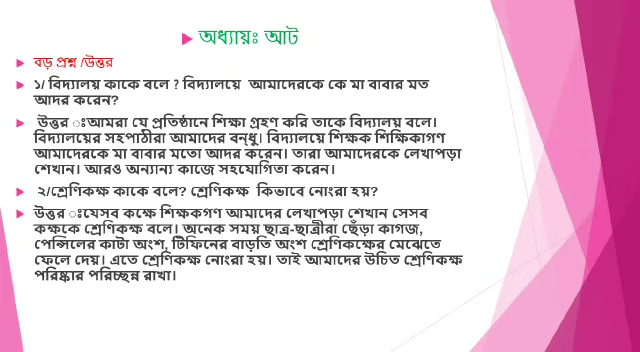 অধ্যায়ঃ আট
বড় প্রশ্ন /উত্তর
১/ বিদ্যালয় কাকে বলে ? বিদ্যালয়ে আমাদেরকে কে মা বাবার মত
আদর করেন?
উত্তর ঃআমরা যে প্রতিষ্ঠানে শিক্ষা গ্রহণ করি তাকে বিদ্যালয় বলে।
বিদ্যালয়ের সহপাঠীরা আমাদের বন্ধু। বিদ্যালয়ে শিক্ষক শিক্ষিকাগণ
আমাদেরকে মা বাবার মতো আদর করেন। তারা আমাদেরকে লেখাপড়া
শেখান। আরও অন্যান্য কাজে সহযোগিতা করেন।
২/শ্রেণিকক্ষ কাকে বলে? শ্রেণিকক্ষ কিভাবে নোংরা হয়?
উত্তর ঃযেসব কক্ষে শিক্ষকগণ আমাদের লেখাপড়া শেখান সেসব
কক্ষকে শ্রেণিকক্ষ বলে। অনেক সময় ছাত্র-ছাত্রীরা ছেঁড়া কাগজ,
পেন্সিলের কাটা অংশ, টিফিনের বাড়তি অংশ শ্রেণিকক্ষের মেঝেতে
ফেলে দেয়। এতে শ্রেণিকক্ষ নোংরা হয়। তাই আমাদের উচিত শ্রেণিকক্ষ
পরিষ্কার পরিচ্ছন্ন রাখা।